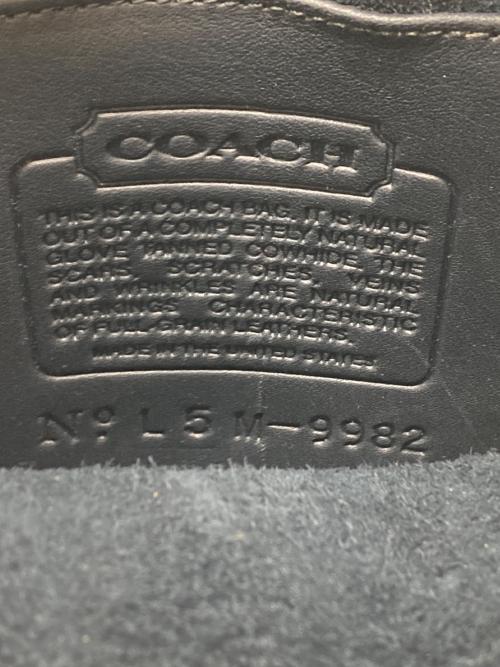 COACH
THIS IS A COACH BAG. IT IS MADE
OUT OF A COMPLETELY NATURAL
GLOVE TANNED COWHIDE. THE
SCARS SCRATCHES VEINS
AND WRINKLES ARE NATURAL
MARKINGS CHARACTERISTIC
OF FULL-GRAIN LEATHERS.
MADE IN THE UNITED STATES
Nº L5M-9982